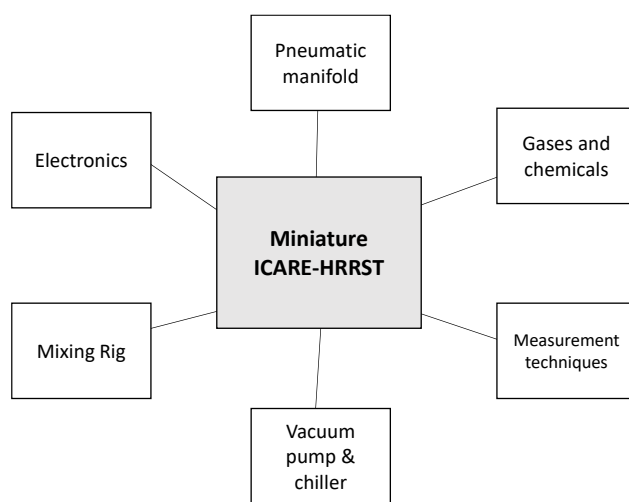 Pneumatic
manifold
Electronics
Gases and
chemicals
Miniature
ICARE-HRRST
Mixing Rig
Measurement
techniques
Vacuum
pump &
chiller